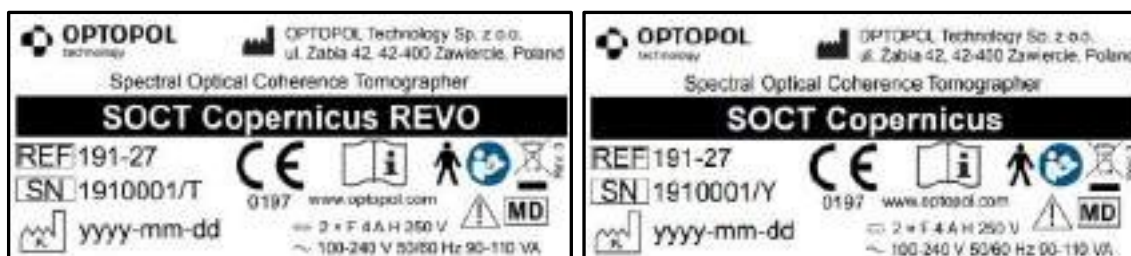 OPTOPOL
technology
OPTOPOL Technology Sp. z o.o.
ul. Żabia 42, 42-400 Zawiercie, Poland
Spectral Optical Coherence Tomographer
SOCT Copernicus REVO
REF 191-27
SN 1910001/T
yyyy-mm-dd
CE
0197
www.optopol.com
MD
2 × F 4 A H 250 V
~ 100-240 V 50/60 Hz 90-110 VA
OPTOPOL
technology
OPTOPOL Technology Sp. z o.o.
ul. Żabia 42, 42-400 Zawiercie, Poland
Spectral Optical Coherence Tomographer
SOCT Copernicus
REF 191-27
SN 1910001/Y
yyyy-mm-dd
CE
0197
www.optopol.com
MD
2 × F 4 A H 250 V
~ 100-240 V 50/60 Hz 90-110 VA